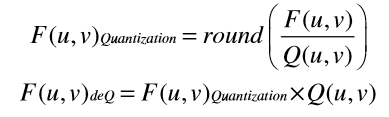 F(u,v)Quantization = round(F(u,v)/Q(u,v))
F(u,v)deQ = F(u,v)Quantization×Q(u,v)